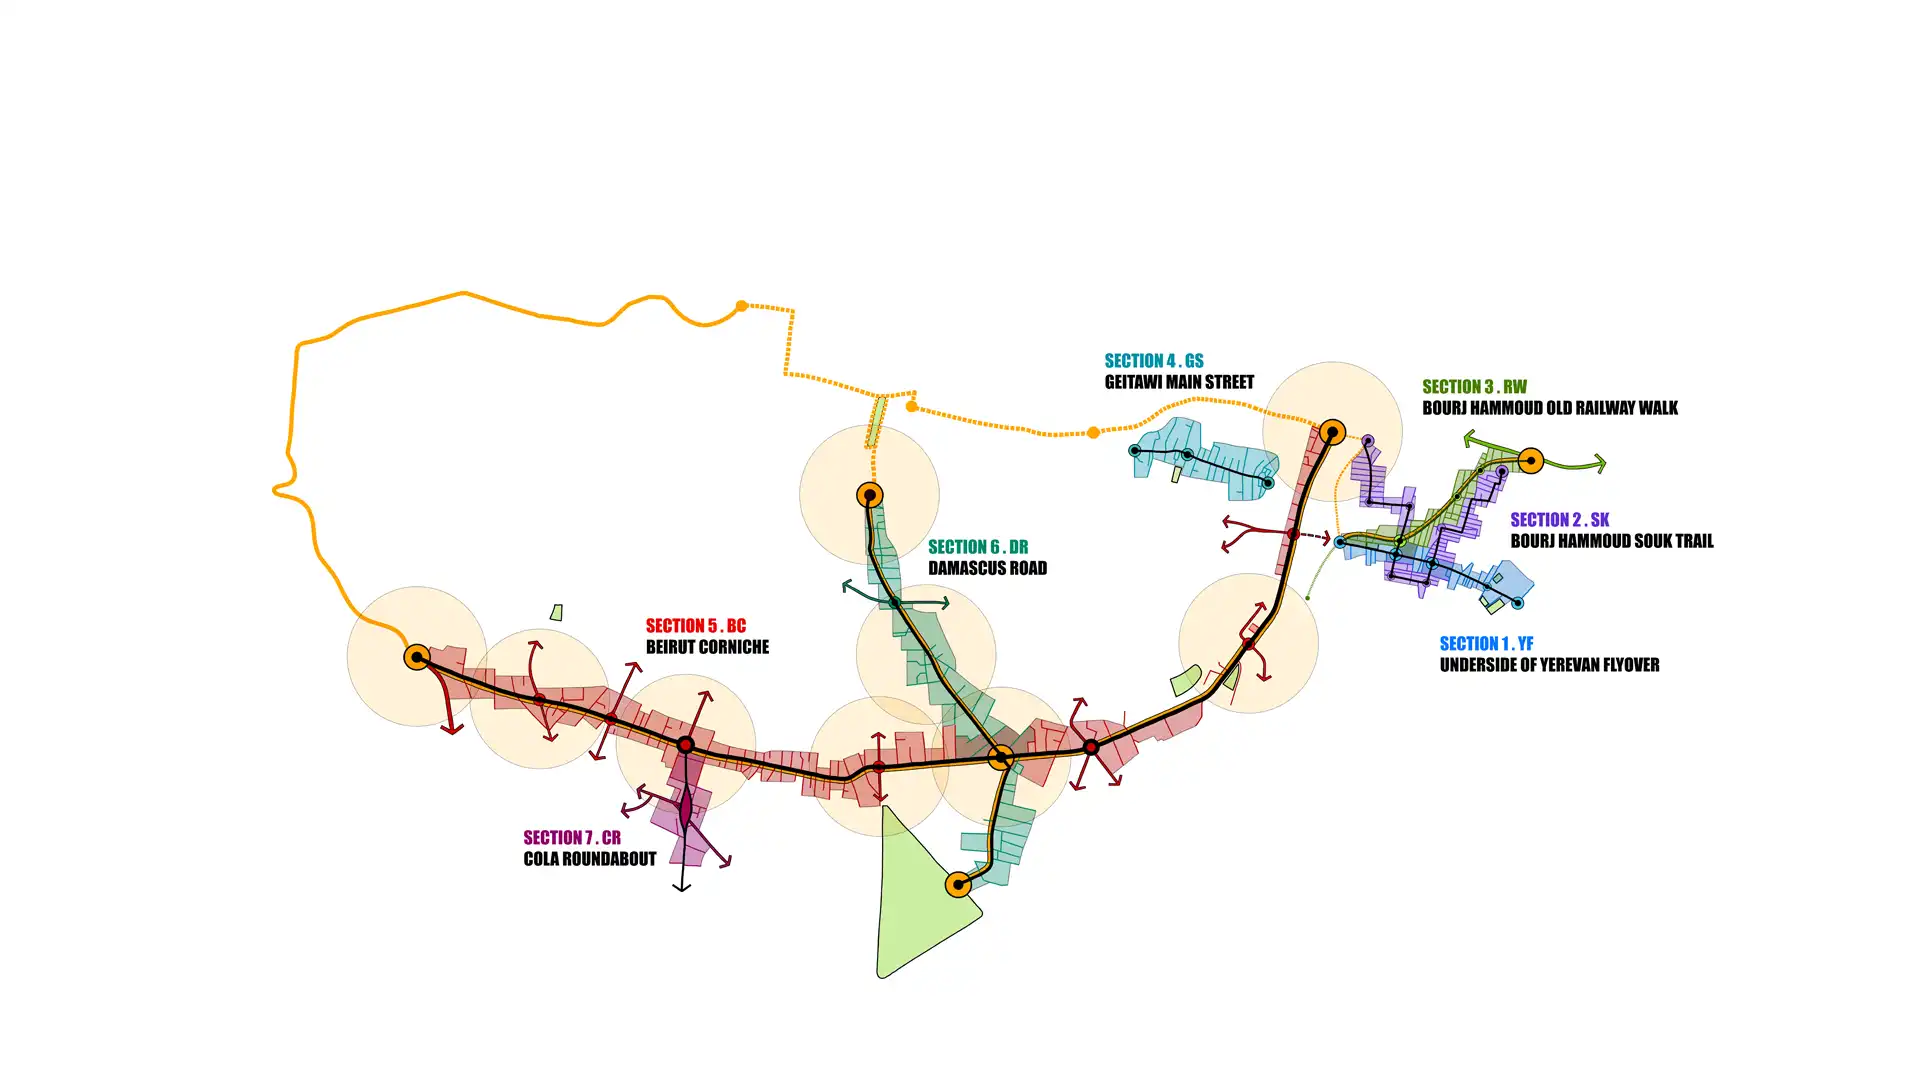 SECTION 4 . GS
GEITAWI MAIN STREET
SECTION 3 . RW
BOURJ HAMMOUD OLD RAILWAY WALK
SECTION 2 . SK
BOURJ HAMMOUD SOUK TRAIL
SECTION 6 . DR
DAMASCUS ROAD
SECTION 5 . BC
BEIRUT CORNICHE
SECTION 1 . YF
UNDERSIDE OF YEREVAN FLYOVER
SECTION 7 . CR
COLA ROUNDABOUT